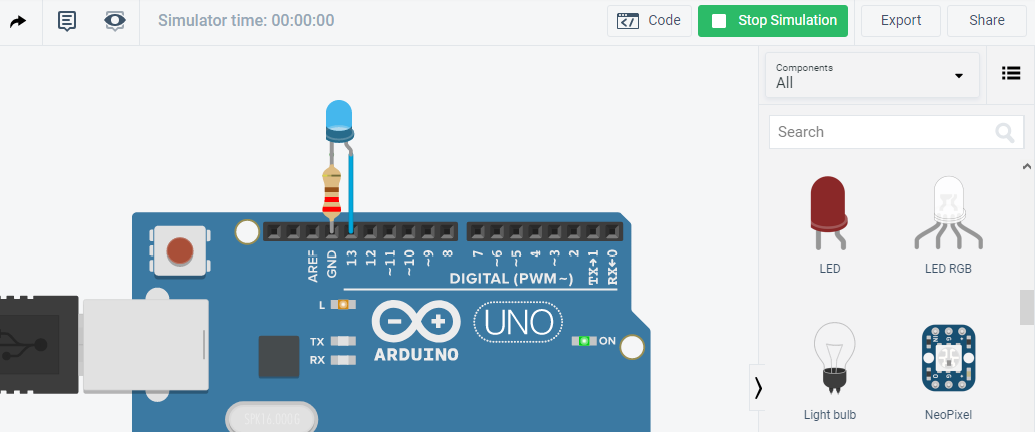 Simulator time: 00:00:00
Code
Stop Simulation
Export
Share
Components
All
Search
LED
LED RGB
Light bulb
NeoPixel
AREF
GND
13
12
~11
~10
~9
8
7
~6
~5
4
~3
2
TX→1
RX←0
DIGITAL (PWM~)
L
TX
RX
ARDUINO
UNO
ON